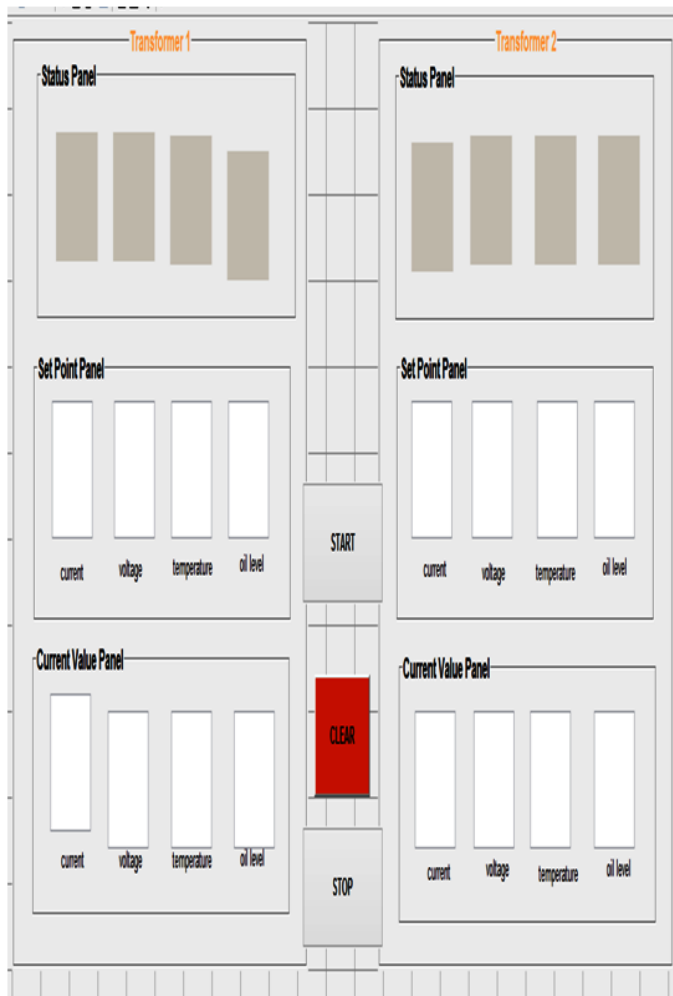 Transformer 1
Status Panel
Set Point Panel
current
voltage
temperature
oil level
Current Value Panel
current
voltage
temperature
oil level
START
CLEAR
STOP
Transformer 2
Status Panel
Set Point Panel
current
voltage
temperature
oil level
Current Value Panel
current
voltage
temperature
oil level